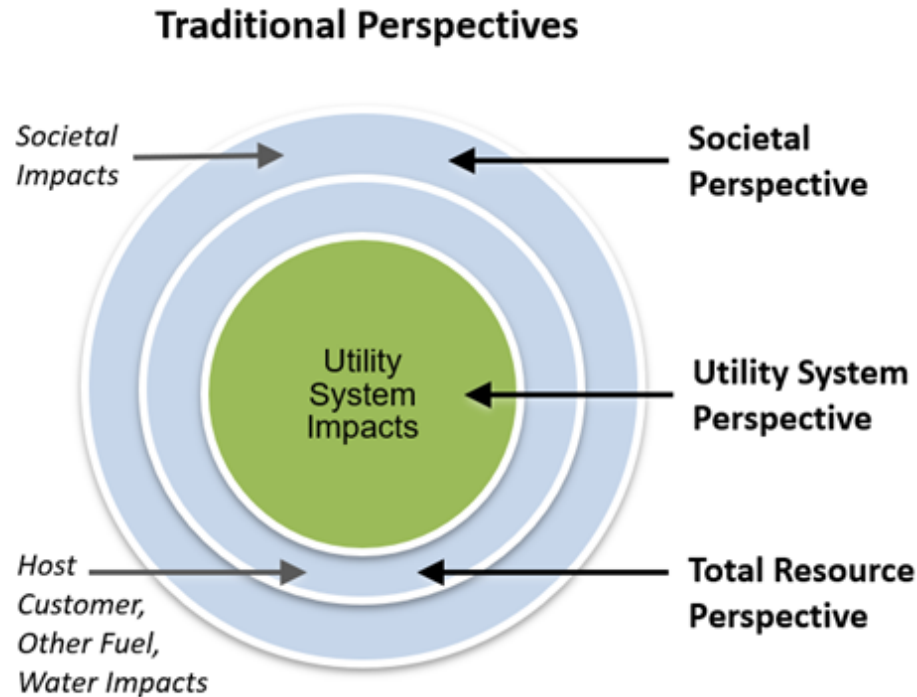 Traditional Perspectives
Societal
Impacts
Societal
Perspective
Utility
System
Impacts
Utility System
Perspective
Host
Customer,
Other Fuel,
Water Impacts
Total Resource
Perspective